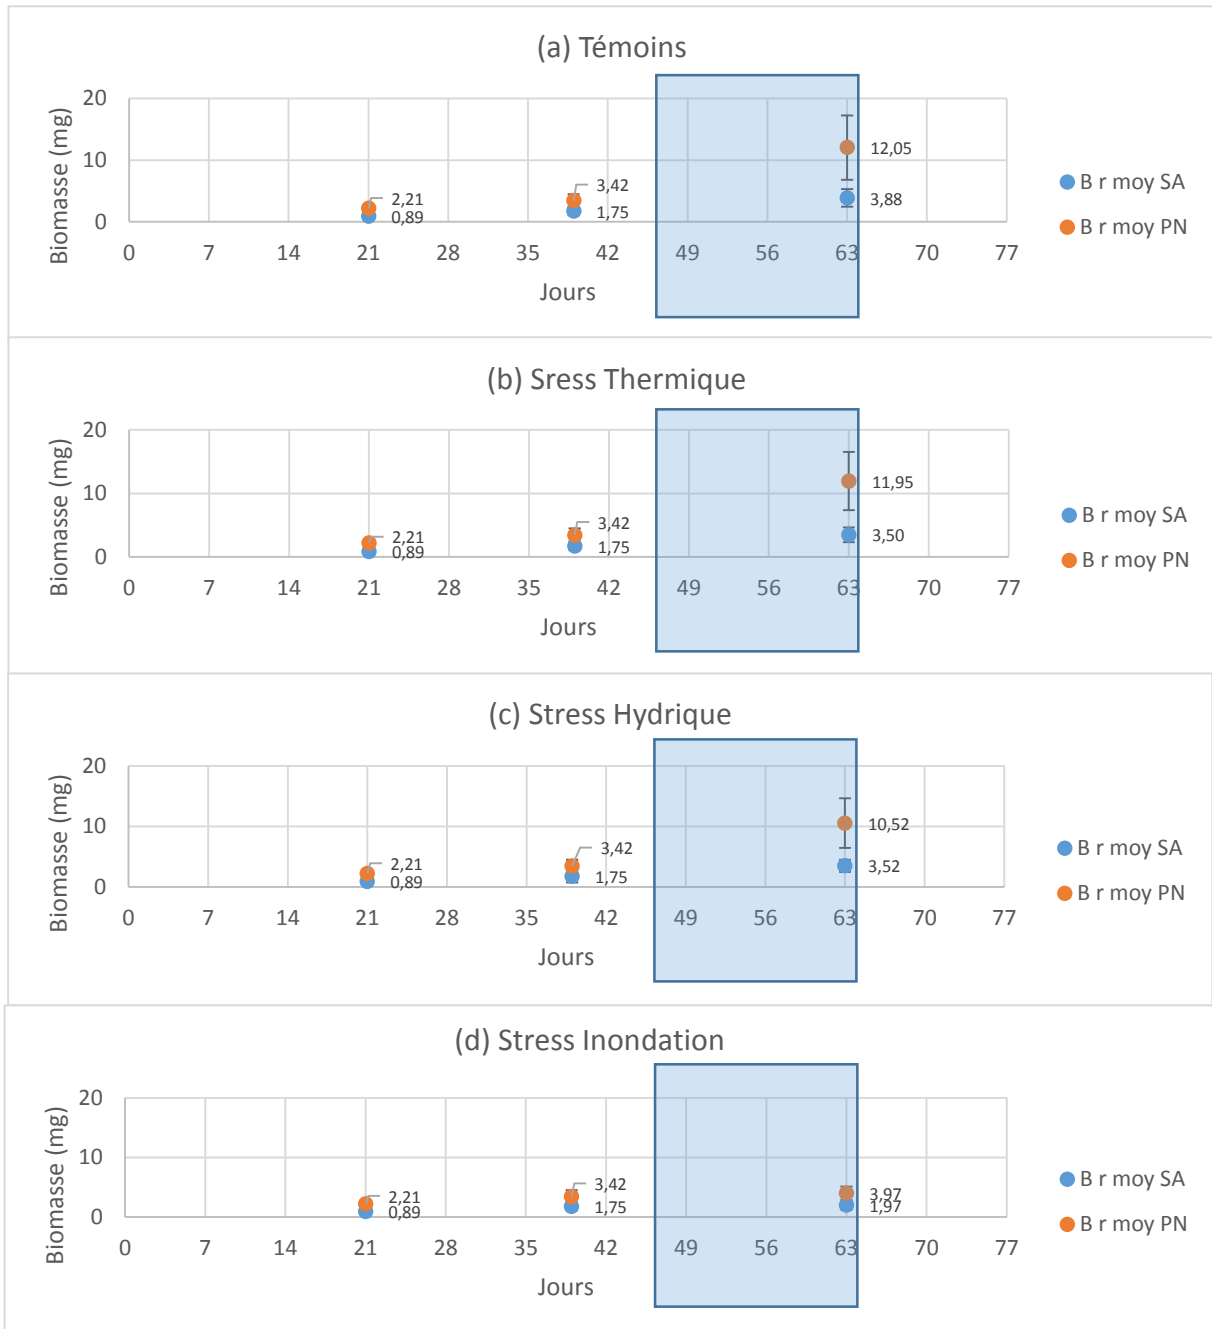 (a) Témoins
Biomasse (mg)
20
10
0
2,21
0,89
3,42
1,75
12,05
3,88
0 7 14 21 28 35 42 49 56 63 70 77
Jours
B r moy SA
B r moy PN
(b) Sress Thermique
Biomasse (mg)
20
10
0
2,21
0,89
3,42
1,75
11,95
3,50
0 7 14 21 28 35 42 49 56 63 70 77
Jours
B r moy SA
B r moy PN
(c) Stress Hydrique
Biomasse (mg)
20
10
0
2,21
0,89
3,42
1,75
10,52
3,52
0 7 14 21 28 35 42 49 56 63 70 77
Jours
B r moy SA
B r moy PN
(d) Stress Inondation
Biomasse (mg)
20
10
0
2,21
0,89
3,42
1,75
3,97
1,97
0 7 14 21 28 35 42 49 56 63 70 77
Jours
B r moy SA
B r moy PN